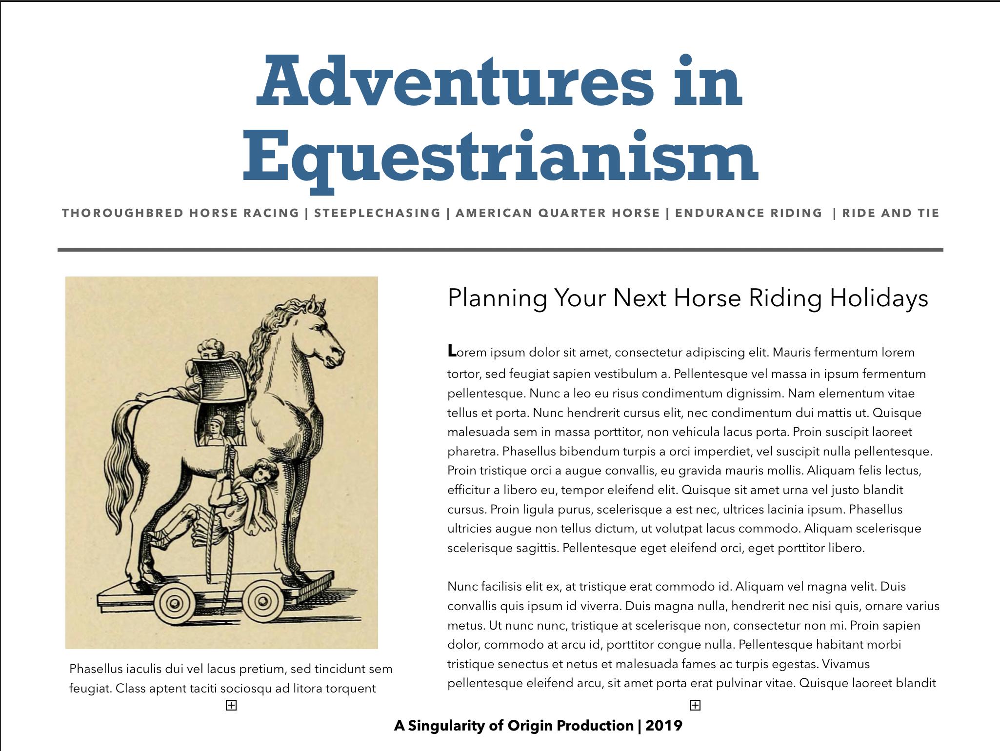 Adventures in
Equestrianism
THOROUGHBRED HORSE RACING | STEEPLECHASING | AMERICAN QUARTER HORSE | ENDURANCE RIDING | RIDE AND TIE
Planning Your Next Horse Riding Holidays
Lorem ipsum dolor sit amet, consectetur adipiscing elit. Mauris fermentum lorem
tortor, sed feugiat sapien vestibulum a. Pellentesque vel massa in ipsum fermentum
pellentesque. Nunc a leo eu risus condimentum dignissim. Nam elementum vitae
tellus et porta. Nunc hendrerit cursus elit, nec condimentum dui mattis ut. Quisque
malesuada sem in massa porttitor, non vehicula lacus porta. Proin suscipit laoreet
pharetra. Phasellus bibendum turpis a orci imperdiet, vel suscipit nulla pellentesque.
Proin tristique orci a augue convallis, eu gravida mauris mollis. Aliquam felis lectus,
efficitur a libero eu, tempor eleifend elit. Quisque sit amet urna vel justo blandit
cursus. Proin ligula purus, scelerisque a est nec, ultrices lacinia ipsum. Phasellus
ultricies augue non tellus dictum, ut volutpat lacus commodo. Aliquam scelerisque
scelerisque sagittis. Pellentesque eget eleifend orci, eget porttitor libero.
Nunc facilisis elit ex, at tristique erat commodo id. Aliquam vel magna velit. Duis
convallis quis ipsum id viverra. Duis magna nulla, hendrerit nec nisi quis, ornare varius
metus. Ut nunc nunc, tristique at scelerisque non, consectetur non mi. Proin sapien
dolor, commodo at arcu id, porttitor congue nulla. Pellentesque habitant morbi
tristique senectus et netus et malesuada fames ac turpis egestas. Vivamus
pellentesque eleifend arcu, sit amet porta erat pulvinar vitae. Quisque laoreet blandit
Phasellus iaculis dui vel lacus pretium, sed tincidunt sem
feugiat. Class aptent taciti sociosqu ad litora torquent
A Singularity of Origin Production | 2019